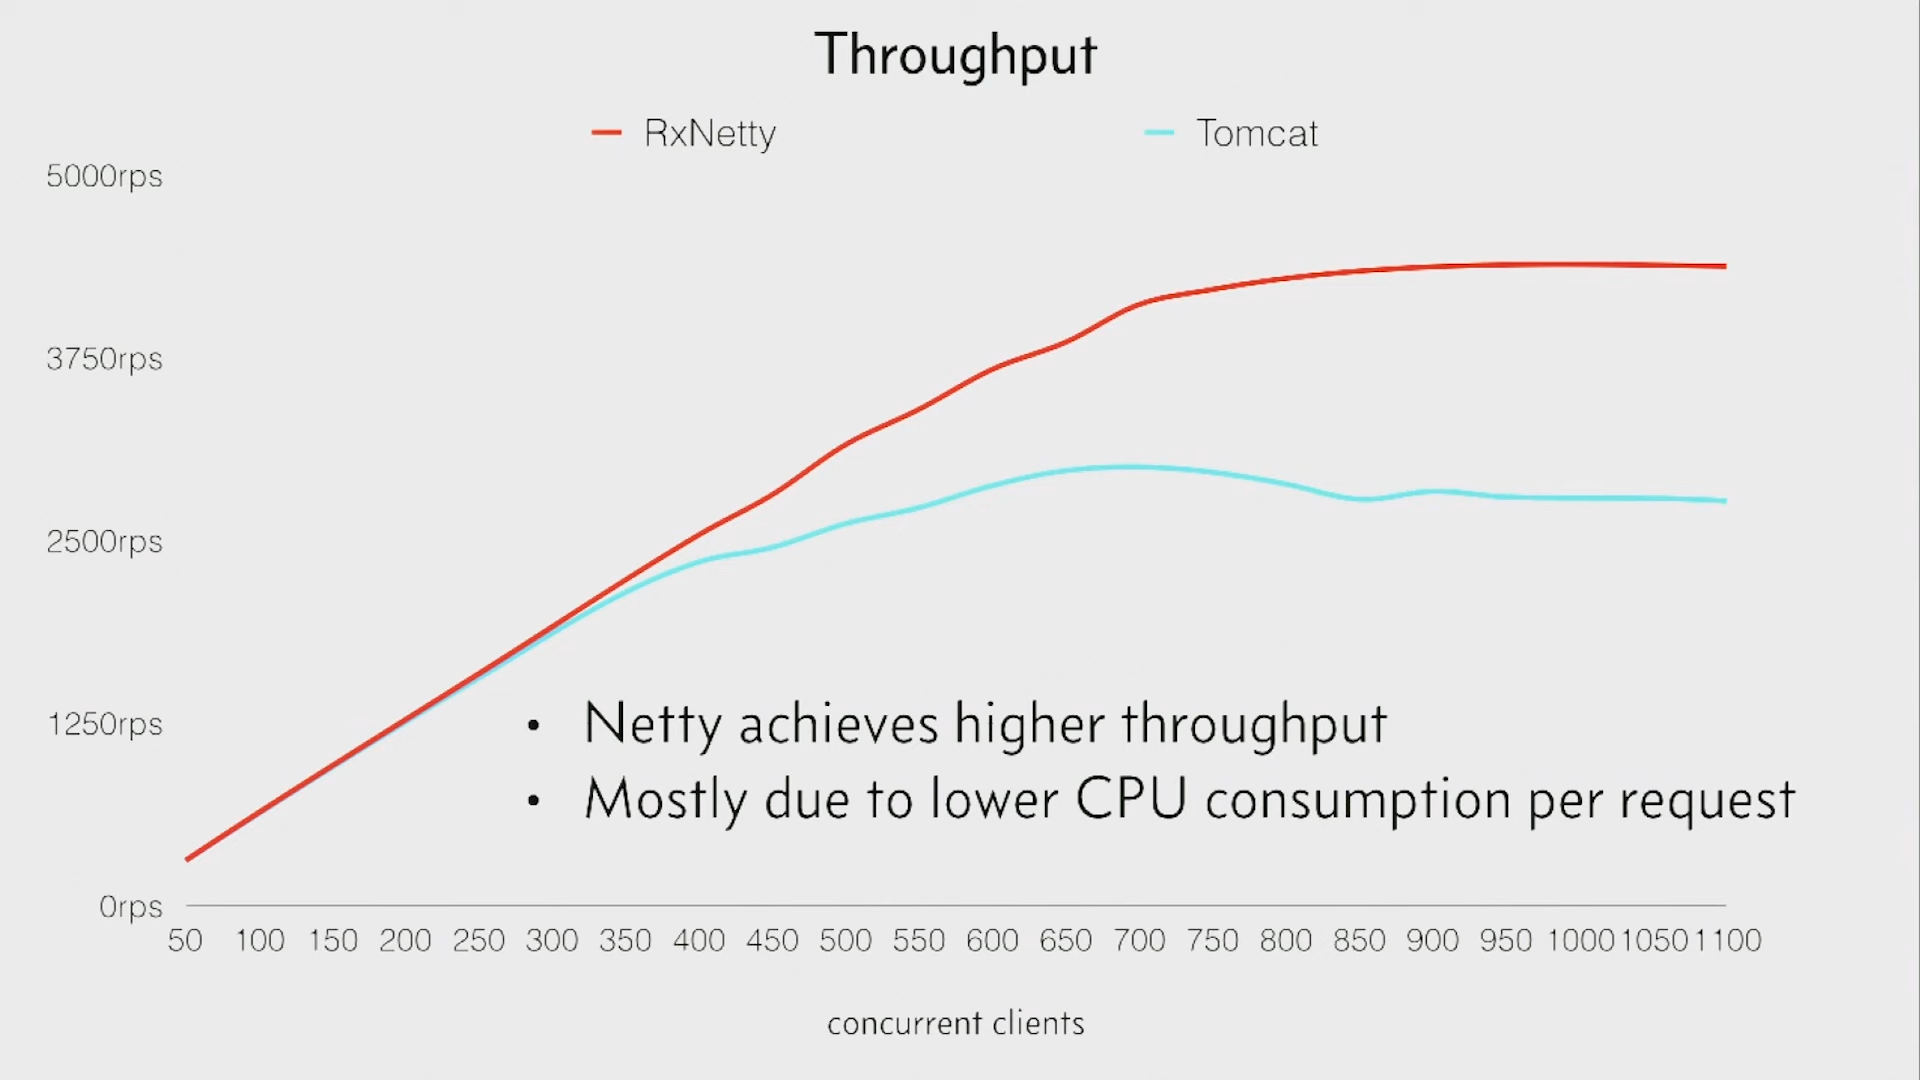 Throughput
RxNetty
Tomcat
5000rps
3750rps
2500rps
1250rps
0rps
• Netty achieves higher throughput
• Mostly due to lower CPU consumption per request
50 100 150 200 250 300 350 400 450 500 550 600 650 700 750 800 850 900 950 1000 1050 1100
concurrent clients